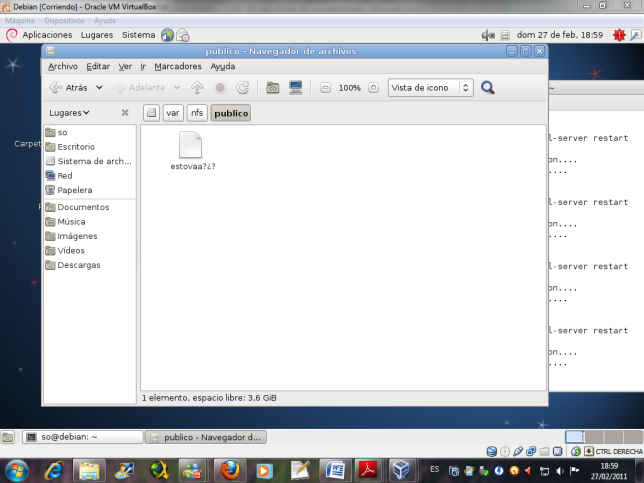 Debian [Corriendo] - Oracle VM VirtualBox
Máquina Dispositivos Ayuda
Aplicaciones Lugares Sistema dom 27 de feb, 18:59
publico - Navegador de archivos
Archivo Editar Ver Ir Marcadores Ayuda
Atrás Adelante 100% Vista de icono
Lugares var nfs publico
so
Escritorio
Sistema de arch...
Red
Papelera
Documentos
Música
Imágenes
Vídeos
Descargas
estovaa?¿?
Carpet
l-server restart
on....
....
l-server restart
on....
....
l-server restart
on....
....
l-server restart
on....
....
1 elemento, espacio libre: 3,6 GiB
so@debian: ~ publico - Navegador d...
CTRL DERECHA
ES 18:59
27/02/2011